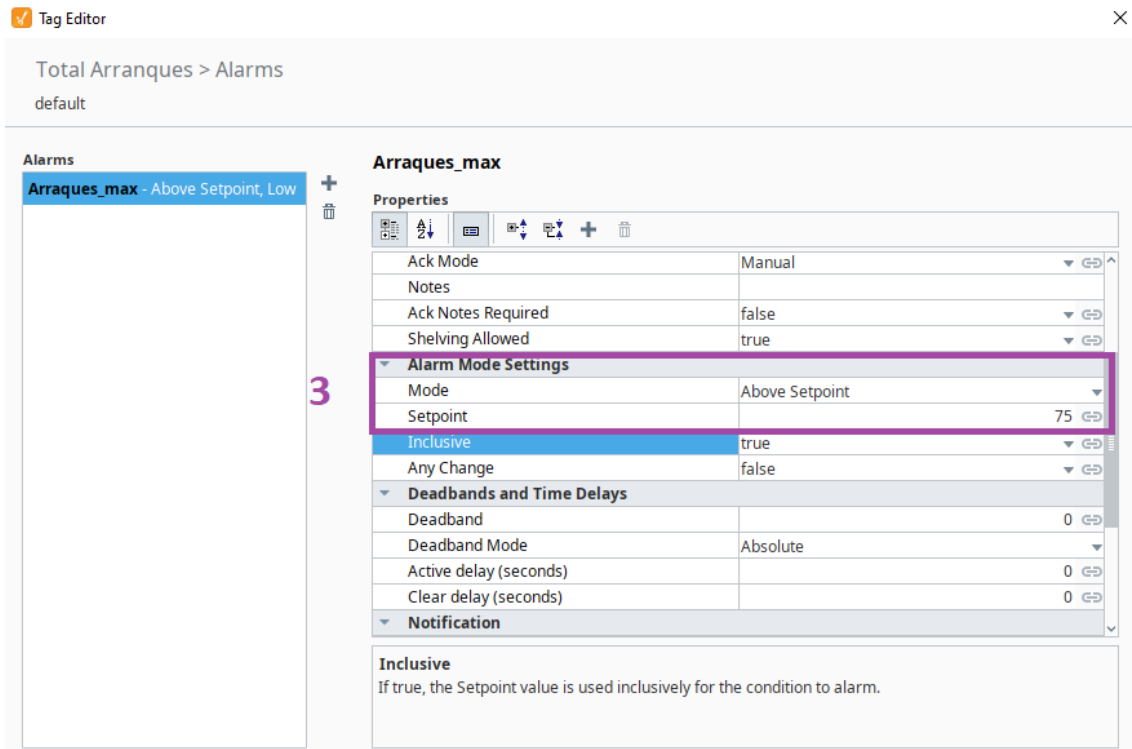 Tag Editor
Total Arranques > Alarms
default
Alarms
Arraques_max - Above Setpoint, Low
Arraques_max
Properties
Ack Mode Manual
Notes
Ack Notes Required false
Shelving Allowed true
3
Alarm Mode Settings
Mode Above Setpoint
Setpoint 75
Inclusive true
Any Change false
Deadbands and Time Delays
Deadband 0
Deadband Mode Absolute
Active delay (seconds) 0
Clear delay (seconds) 0
Notification
Inclusive
If true, the Setpoint value is used inclusively for the condition to alarm.